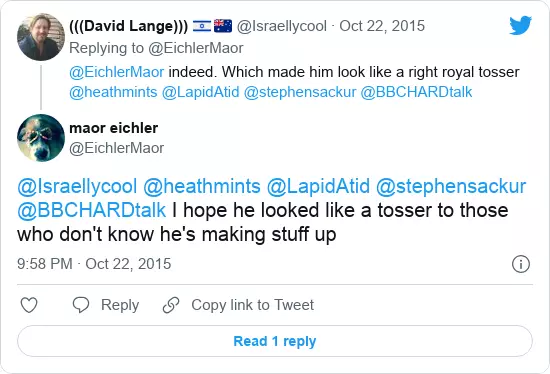 (((David Lange))) 🇮🇱 🇦🇺 @Israellycool · Oct 22, 2015
Replying to @EichlerMaor
@EichlerMaor indeed. Which made him look like a right royal tosser
@heathmints @LapidAtid @stephensackur @BBCHARDtalk
maor eichler
@EichlerMaor
@Israellycool @heathmints @LapidAtid @stephensackur
@BBCHARDtalk I hope he looked like a tosser to those
who don't know he's making stuff up
9:58 PM · Oct 22, 2015
Reply Copy link to Tweet
Read 1 reply